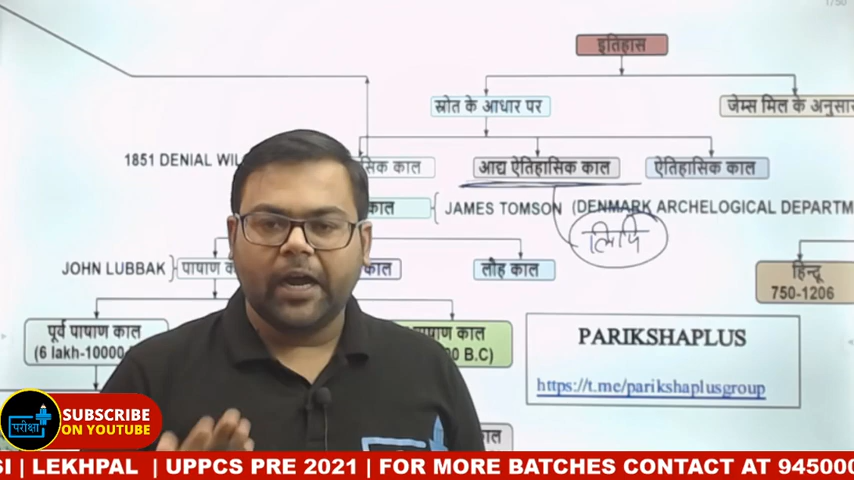 1/50
इतिहास
स्रोत के आधार पर
जेम्स मिल के अनुसार
1851 DENIAL
सिक काल
आद्य ऐतिहासिक काल
ऐतिहासिक काल
काल
JAMES TOMSON (DENMARK ARCHELOGICAL DEPARTM
लिपि
JOHN LUBBAK
पाषाण
काल
लौह काल
हिन्दू
750-1206
पूर्व पाषाण काल
(6 lakh-10000
पाषाण काल
B.C)
PARIKSHAPLUS
https://t.me/parikshaplusgroup
परीक्षा
SUBSCRIBE
ON YOUTUBE
काल
SI | LEKHPAL | UPPCS PRE 2021 | FOR MORE BATCHES CONTACT AT 945000